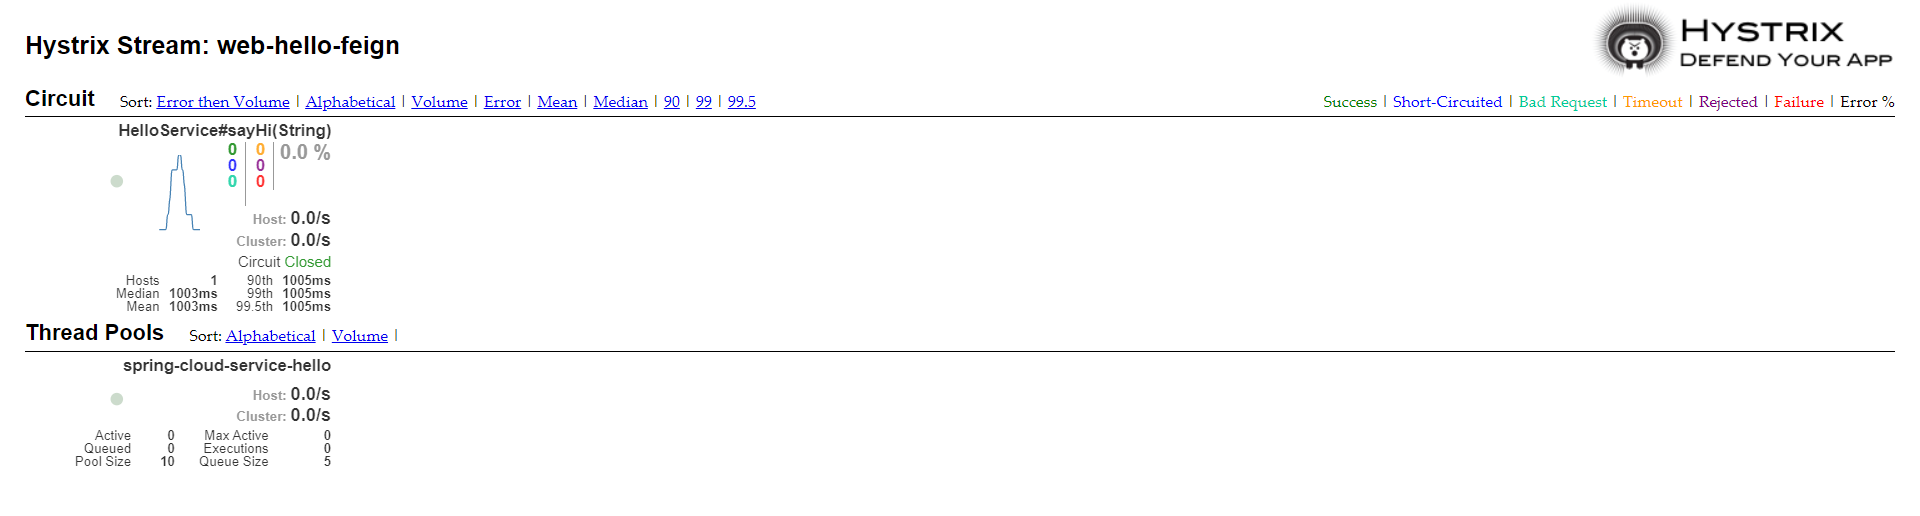 Hystrix Stream: web-hello-feign
HYSTRIX
DEFEND YOUR APP
Circuit Sort: Error then Volume | Alphabetical | Volume | Error | Mean | Median | 90 | 99 | 99.5
Success | Short-Circuited | Bad Request | Timeout | Rejected | Failure | Error %
HelloService#sayHi(String)
0 0 0.0 %
0 0
0 0
Host: 0.0/s
Cluster: 0.0/s
Circuit Closed
Hosts 1 90th 1005ms
Median 1003ms 99th 1005ms
Mean 1003ms 99.5th 1005ms
Thread Pools Sort: Alphabetical | Volume |
spring-cloud-service-hello
Host: 0.0/s
Cluster: 0.0/s
Active 0 Max Active 0
Queued 0 Executions 0
Pool Size 10 Queue Size 5